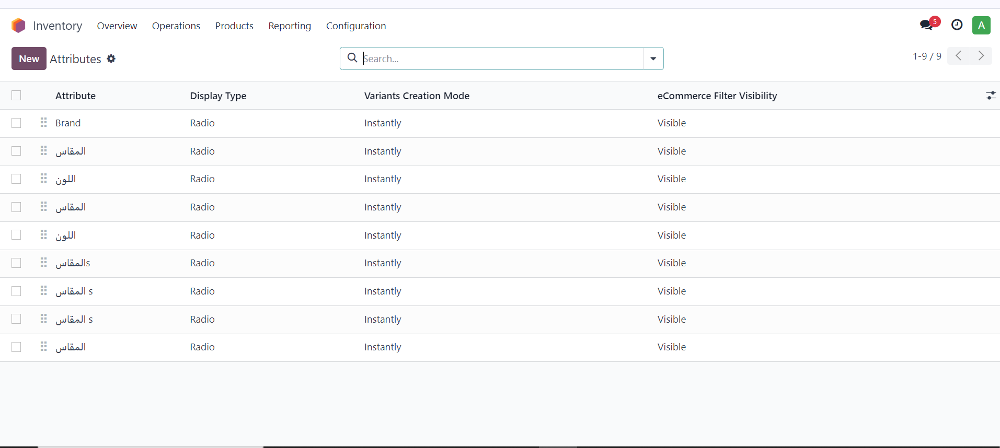 Inventory Overview Operations Products Reporting Configuration 5 A
New Attributes Search... 1-9 / 9
Attribute Display Type Variants Creation Mode eCommerce Filter Visibility
Brand Radio Instantly Visible
المقاس Radio Instantly Visible
اللون Radio Instantly Visible
المقاس Radio Instantly Visible
اللون Radio Instantly Visible
المقاسs Radio Instantly Visible
المقاس s Radio Instantly Visible
المقاس s Radio Instantly Visible
المقاس Radio Instantly Visible